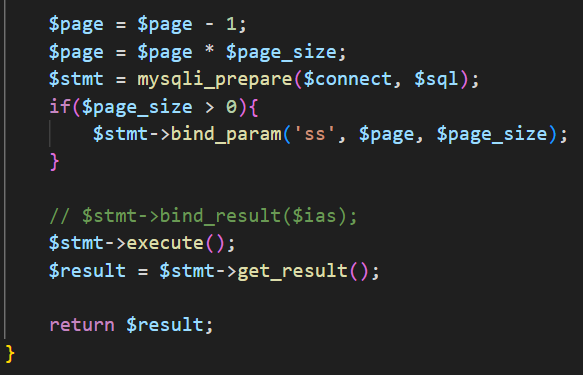 $page = $page - 1;
$page = $page * $page_size;
$stmt = mysqli_prepare($connect, $sql);
if($page_size > 0){
$stmt->bind_param('ss', $page, $page_size);
}
// $stmt->bind_result($ias);
$stmt->execute();
$result = $stmt->get_result();
return $result;
}